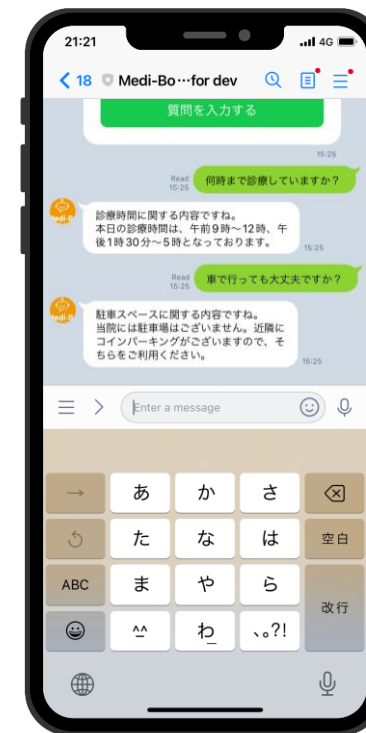 21:21
4G
18 Medi-Bo…for dev
質問を入力する
15:25
Read
15:25
何時まで診療していますか？
Medi-B
診療時間に関する内容ですね。
本日の診療時間は、午前9時〜12時、午
後1時30分〜5時となっております。
15:25
Read
15:25
車で行っても大丈夫ですか？
Medi-B
駐車スペースに関する内容ですね。
当院には駐車場はございません。近隣に
コインパーキングがございますので、そ
ちらをご利用ください。
15:25
Enter a message
→ あ か さ
た な は 空白
ABC ま や ら
改行
^^ わ 、。?!